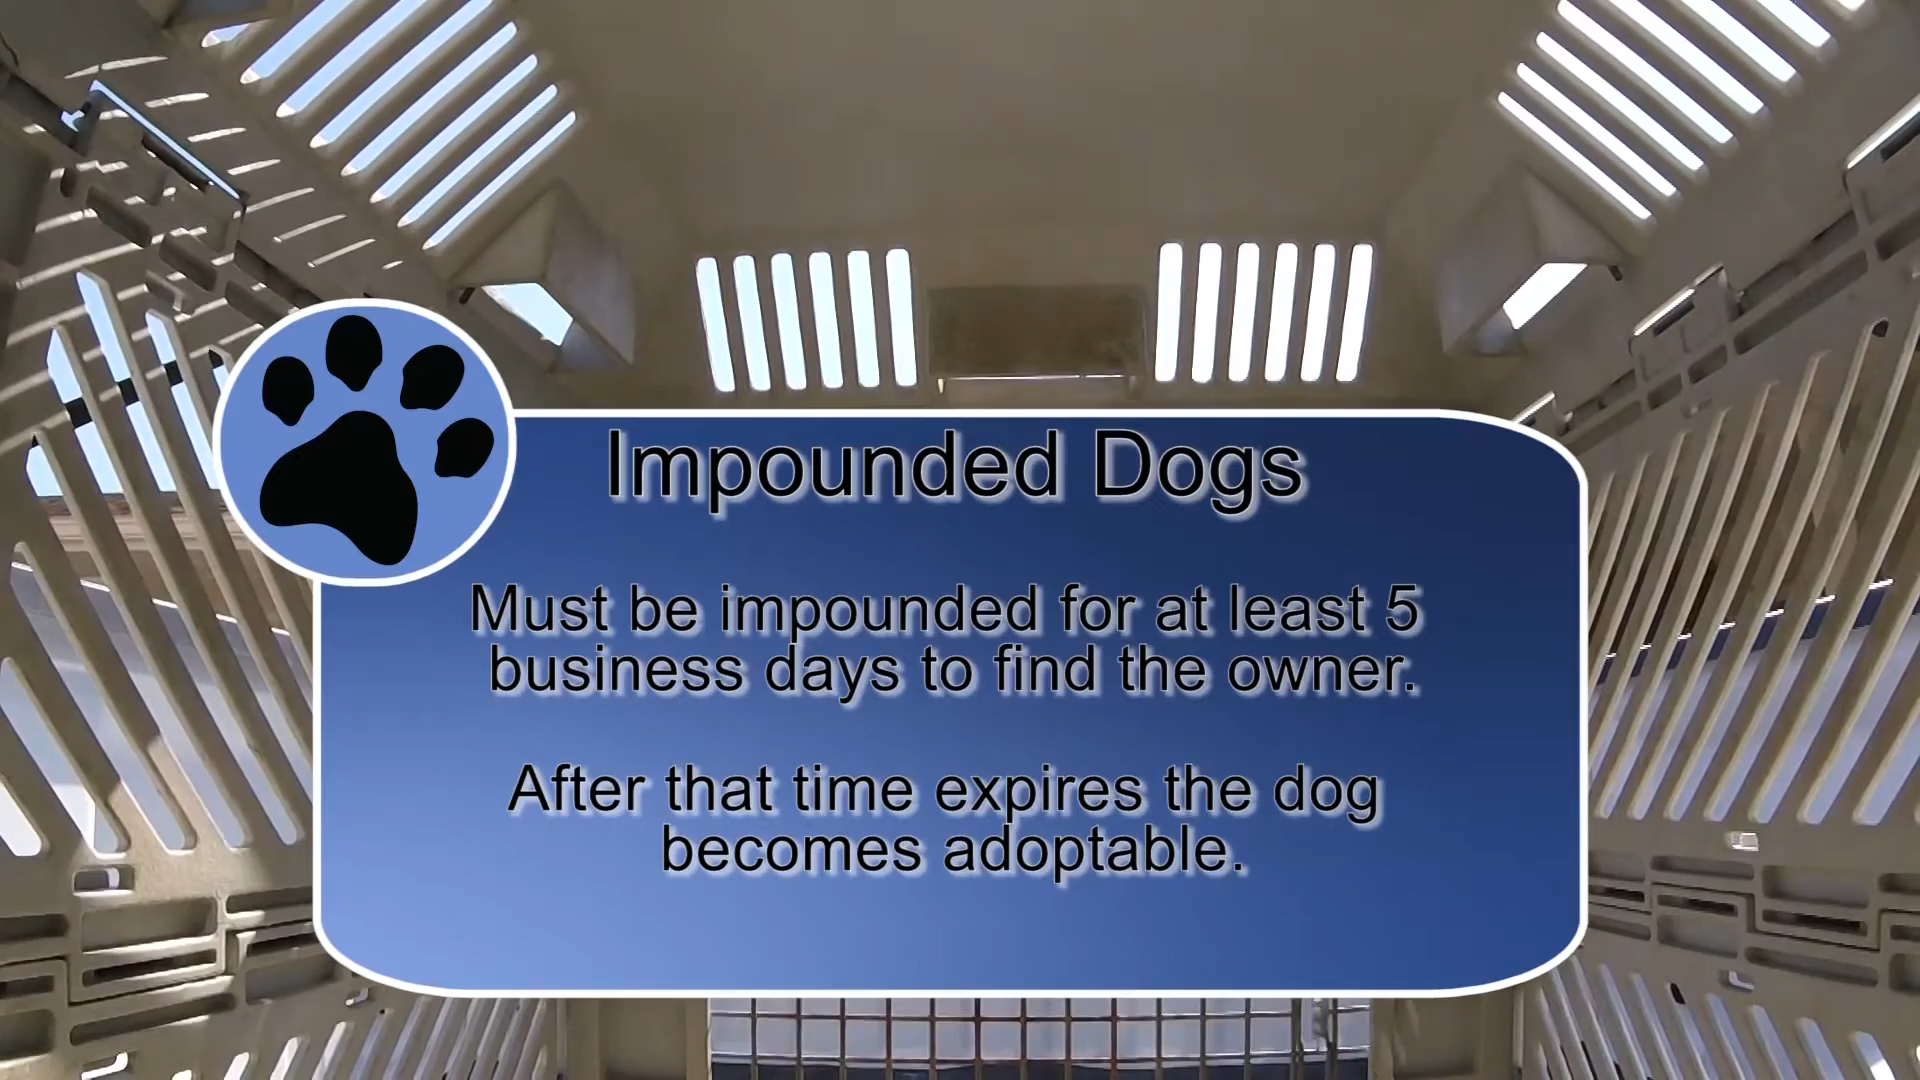 Impounded Dogs
Must be impounded for at least 5
business days to find the owner.
After that time expires the dog
becomes adoptable.